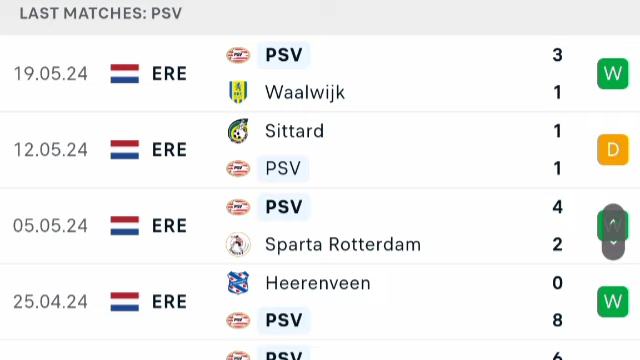 LAST MATCHES: PSV
19.05.24 ERE PSV 3 W
Waalwijk 1
12.05.24 ERE Sittard 1 D
PSV 1
05.05.24 ERE PSV 4 W
Sparta Rotterdam 2
25.04.24 ERE Heerenveen 0 W
PSV 8
PSV 6